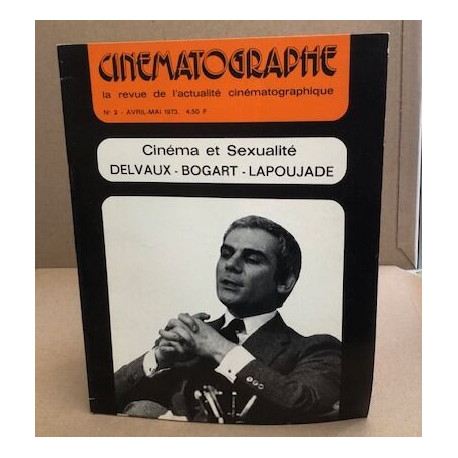 CINEMATOGRAPHE
la revue de l'actualité cinématographique
N° 2 - AVRIL-MAI 1973 4,50 F
Cinéma et Sexualité
DELVAUX - BOGART - LAPOUJADE